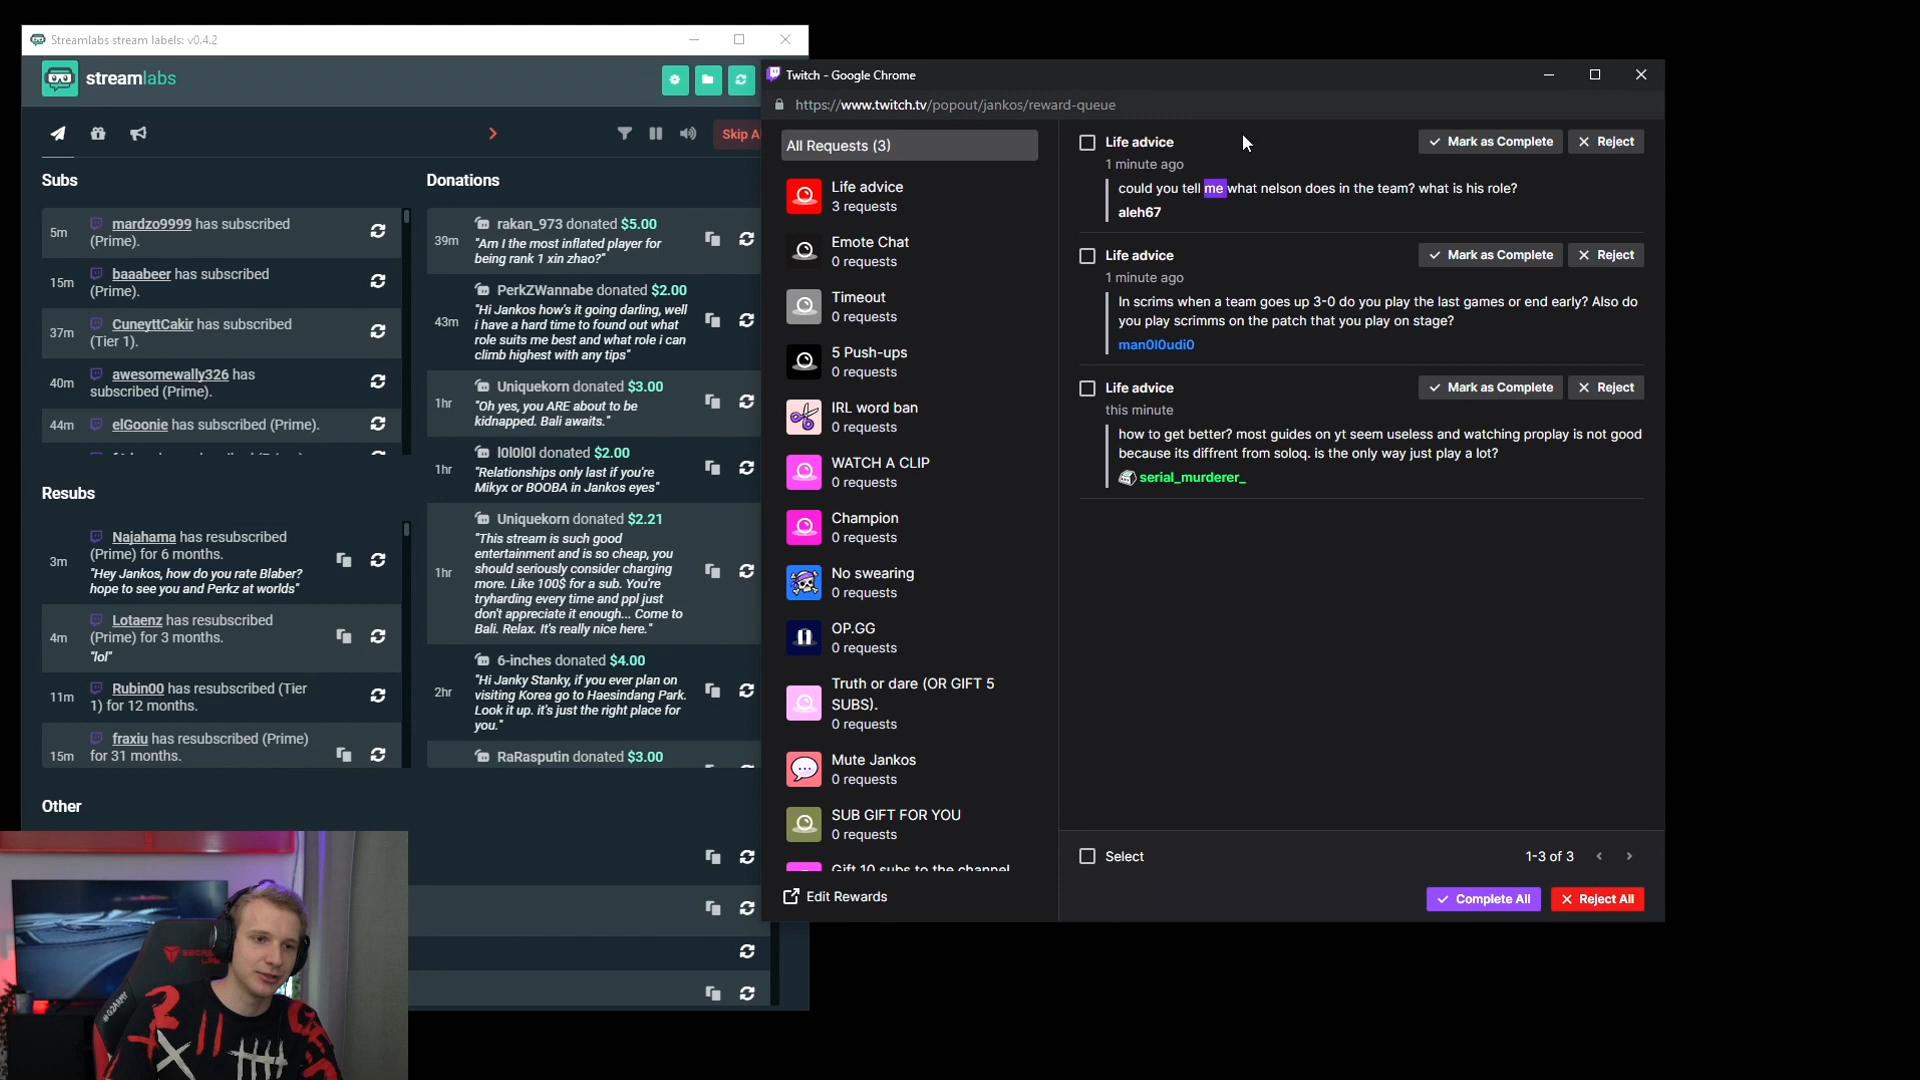 Streamlabs stream labels: v0.4.2
streamlabs
Skip Al
Subs
5m
mardzo9999 has subscribed
(Prime).
15m
baaabeer has subscribed
(Prime).
37m
CuneyttCakir has subscribed
(Tier 1).
40m
awesomewally326 has
subscribed (Prime).
44m
elGoonie has subscribed (Prime).
Resubs
3m
Najahama has resubscribed
(Prime) for 6 months.
"Hey Jankos, how do you rate Blaber?
hope to see you and Perkz at worlds"
4m
Lotaenz has resubscribed
(Prime) for 3 months.
"lol"
11m
Rubin00 has resubscribed (Tier
1) for 12 months.
15m
fraxiu has resubscribed (Prime)
for 31 months.
Other
Donations
39m
rakan_973 donated $5.00
"Am I the most inflated player for
being rank 1 xin zhao?"
43m
PerkZWannabe donated $2.00
"Hi Jankos how's it going darling, well
i have a hard time to found out what
role suits me best and what role i can
climb highest with any tips"
1hr
Uniquekorn donated $3.00
"Oh yes, you ARE about to be
kidnapped. Bali awaits."
1hr
l0l0l0l donated $2.00
"Relationships only last if you're
Mikyx or BOOBA in Jankos eyes"
1hr
Uniquekorn donated $2.21
"This stream is such good
entertainment and is so cheap, you
should seriously consider charging
more. Like 100$ for a sub. You're
tryharding every time and ppl just
don't appreciate it enough... Come to
Bali. Relax. It's really nice here."
2hr
6-inches donated $4.00
"Hi Janky Stanky, if you ever plan on
visiting Korea go to Haesindang Park.
Look it up. it's just the right place for
you."
RaRasputin donated $3.00
Twitch - Google Chrome
https://www.twitch.tv/popout/jankos/reward-queue
All Requests (3)
Life advice
3 requests
Emote Chat
0 requests
Timeout
0 requests
5 Push-ups
0 requests
IRL word ban
0 requests
WATCH A CLIP
0 requests
Champion
0 requests
No swearing
0 requests
OP.GG
0 requests
Truth or dare (OR GIFT 5
SUBS).
0 requests
Mute Jankos
0 requests
SUB GIFT FOR YOU
0 requests
Gift 10 subs to the channel
Edit Rewards
Life advice
Mark as Complete
Reject
1 minute ago
could you tell me what nelson does in the team? what is his role?
aleh67
Life advice
Mark as Complete
Reject
1 minute ago
In scrims when a team goes up 3-0 do you play the last games or end early? Also do
you play scrimms on the patch that you play on stage?
man0l0udi0
Life advice
Mark as Complete
Reject
this minute
how to get better? most guides on yt seem useless and watching proplay is not good
because its diffrent from soloq. is the only way just play a lot?
serial_murderer_
Select
1-3 of 3
Complete All
Reject All